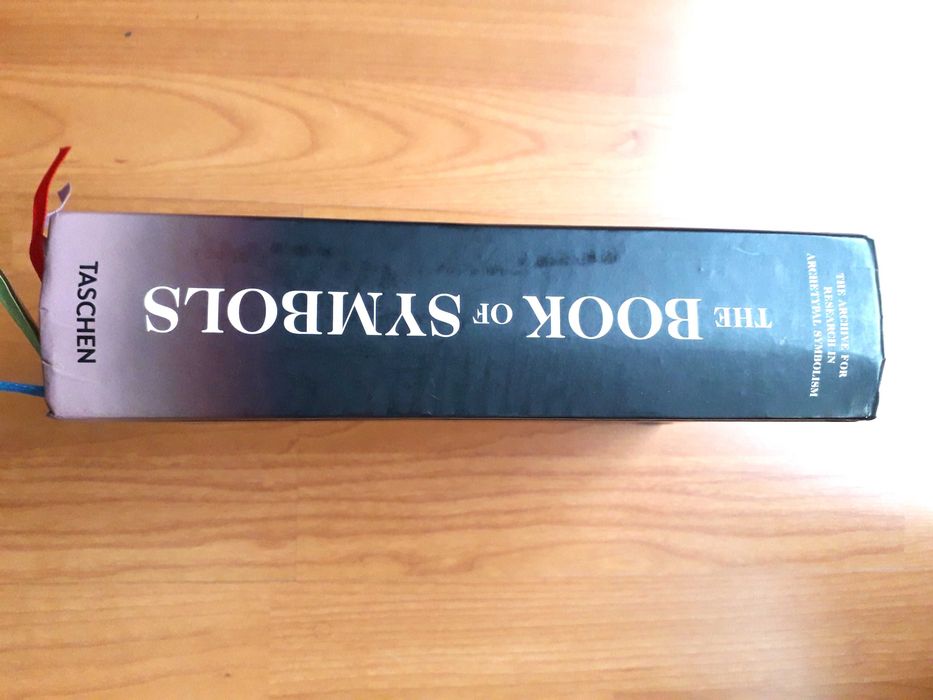 THE ARCHIVE FOR
RESEARCH IN
ARCHETYPAL SYMBOLISM
THE BOOK OF SYMBOLS
TASCHEN